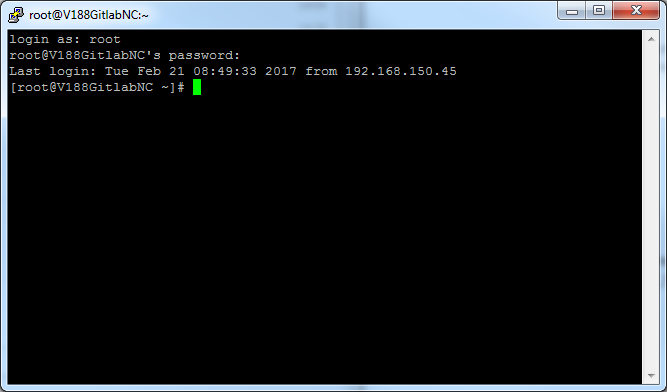 root@V188GitlabNC:~
login as: root
root@V188GitlabNC's password:
Last login: Tue Feb 21 08:49:33 2017 from 192.168.150.45
[root@V188GitlabNC ~]#